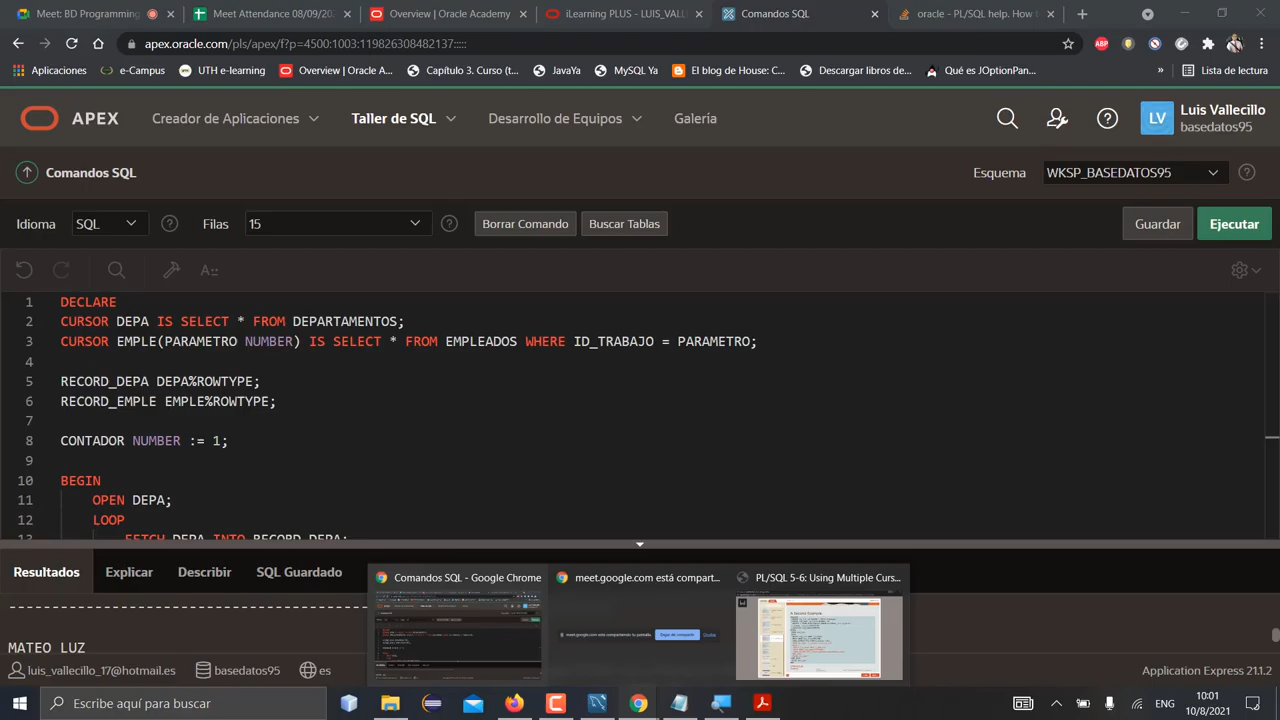 Meet: BD Programming
Meet Attendance 08/09/202
Overview | Oracle Academy
iLearning PLUS - LUIS_VALL
Comandos SQL
oracle - PL/SQL help. How t
apex.oracle.com/pls/apex/f?p=4500:1003:119826308482137:::::
ABP
Aplicaciones
e-Campus
UTH e-learning
Overview | Oracle A...
Capítulo 3. Curso (t...
JavaYa
MySQL Ya
El blog de House: C...
Descargar libros de...
Qué es JOptionPan...
»
Lista de lectura
APEX
Creador de Aplicaciones
Taller de SQL
Desarrollo de Equipos
Galería
LV
Luis Vallecillo
basedatos95
Comandos SQL
Esquema
WKSP_BASEDATOS95
Idioma
SQL
Filas
15
Borrar Comando
Buscar Tablas
Guardar
Ejecutar
1 DECLARE
2 CURSOR DEPA IS SELECT * FROM DEPARTAMENTOS;
3 CURSOR EMPLE(PARAMETRO NUMBER) IS SELECT * FROM EMPLEADOS WHERE ID_TRABAJO = PARAMETRO;
4
5 RECORD_DEPA DEPA%ROWTYPE;
6 RECORD_EMPLE EMPLE%ROWTYPE;
7
8 CONTADOR NUMBER := 1;
9
10 BEGIN
11 OPEN DEPA;
12 LOOP
13 FETCH DEPA INTO RECORD_DEPA;
Resultados
Explicar
Describir
SQL Guardado
Comandos SQL - Google Chrome
meet.google.com está compart...
PL/SQL 5-6: Using Multiple Curs...
MATEO LUZ
basedatos95
es
Application Express 21.1.2
Escribe aquí para buscar
ENG
10:01
10/8/2021